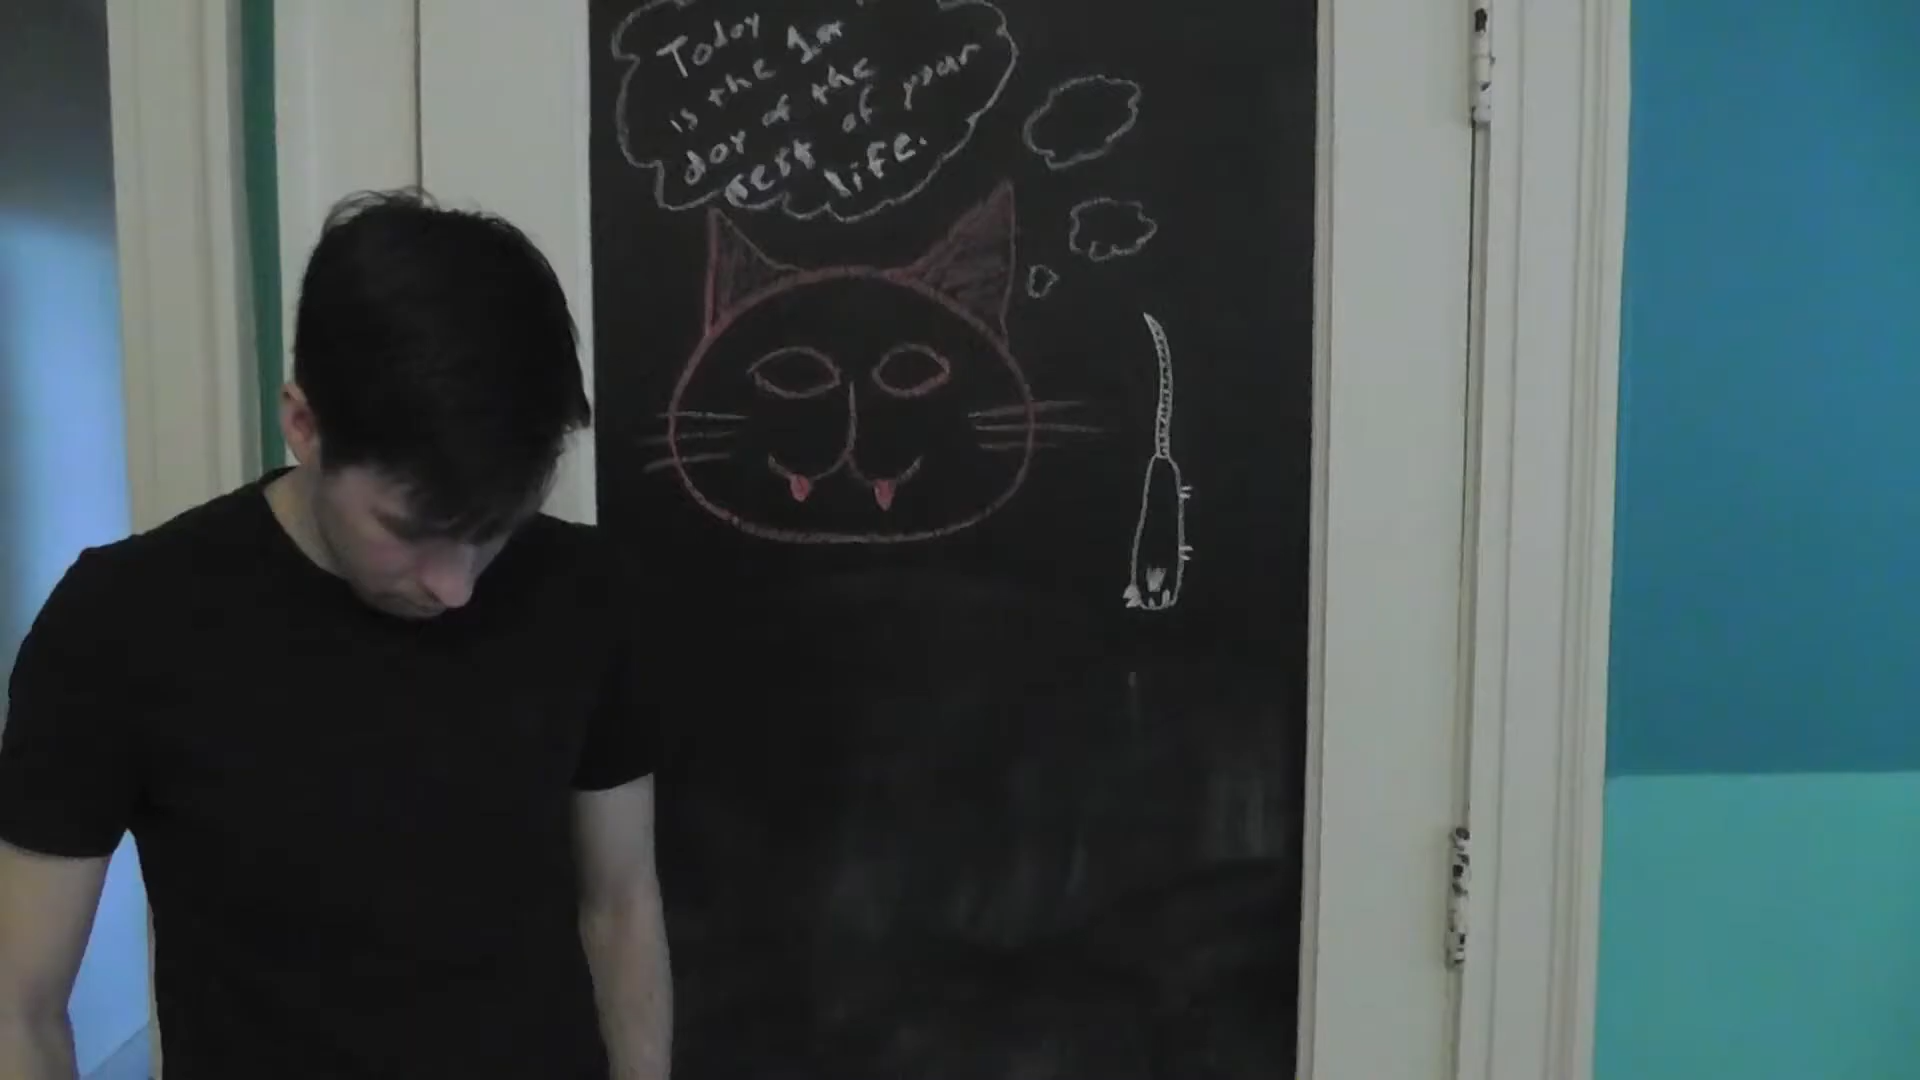 Today
is the 1st
day of the
rest of your
life.